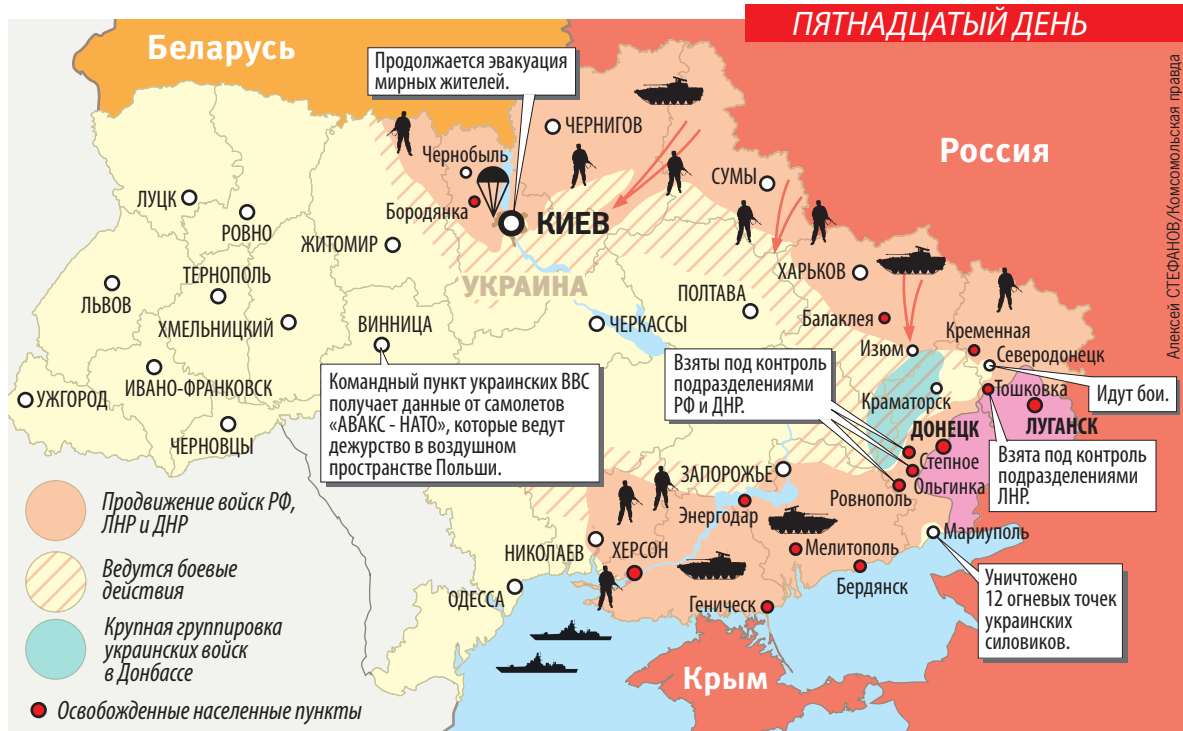 ПЯТНАДЦАТЫЙ ДЕНЬ
Беларусь
Продолжается эвакуация
мирных жителей.
Россия
Алексей СТЕФАНОВ/Комсомольская правда
ЧЕРНИГОВ
Чернобыль
СУМЫ
ЛУЦК
Бородянка
КИЕВ
РОВНО
ЖИТОМИР
ТЕРНОПОЛЬ
УКРАИНА
ХАРЬКОВ
ЛЬВОВ
ПОЛТАВА
ХМЕЛЬНИЦКИЙ
ВИННИЦА
ЧЕРКАССЫ
Балаклея
Кременная
Изюм
Северодонецк
ИВАНО-ФРАНКОВСК
УЖГОРОД
Командный пункт украинских ВВС
получает данные от самолетов
«АВАКС - НАТО», которые ведут
дежурство в воздушном
пространстве Польши.
Взяты под контроль
подразделениями
РФ и ДНР.
Краматорск
Тошковка
Идут бои.
ЧЕРНОВЦЫ
ДОНЕЦК
ЛУГАНСК
Взята под контроль
подразделениями
ЛНР.
Степное
ЗАПОРОЖЬЕ
Ольгинка
Ровнополь
Энергодар
Продвижение войск РФ,
ЛНР и ДНР
НИКОЛАЕВ
ХЕРСОН
Мелитополь
Мариуполь
Ведутся боевые
действия
ОДЕССА
Бердянск
Геническ
Уничтожено
12 огневых точек
украинских
силовиков.
Крупная группировка
украинских войск
в Донбассе
Крым
Освобожденные населенные пункты